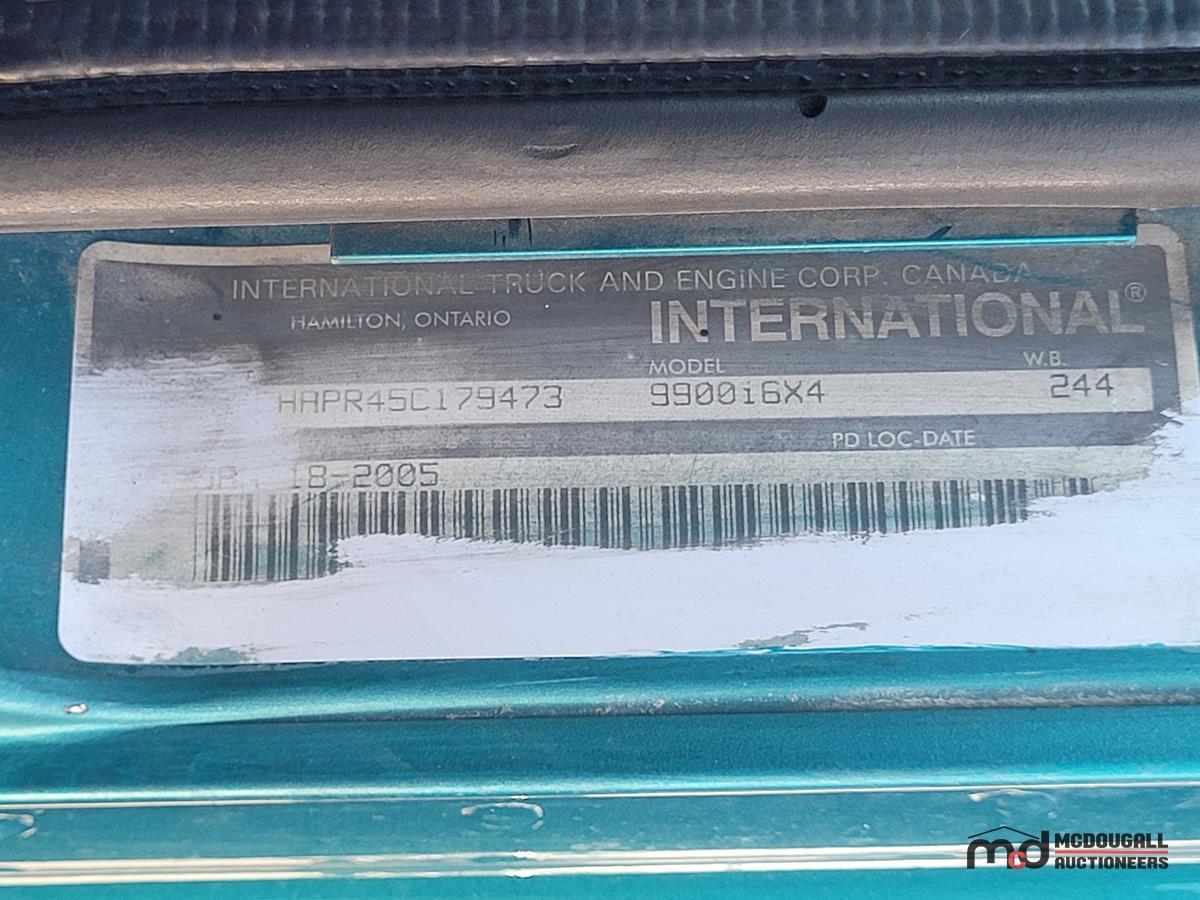 INTERNATIONAL TRUCK AND ENGINE CORP. CANADA
HAMILTON, ONTARIO
INTERNATIONAL®
MODEL W.B.
HAPR45C179473 9900i6X4 244
PD LOC-DATE
18-2005
mcd MCDOUGALL
AUCTIONEERS